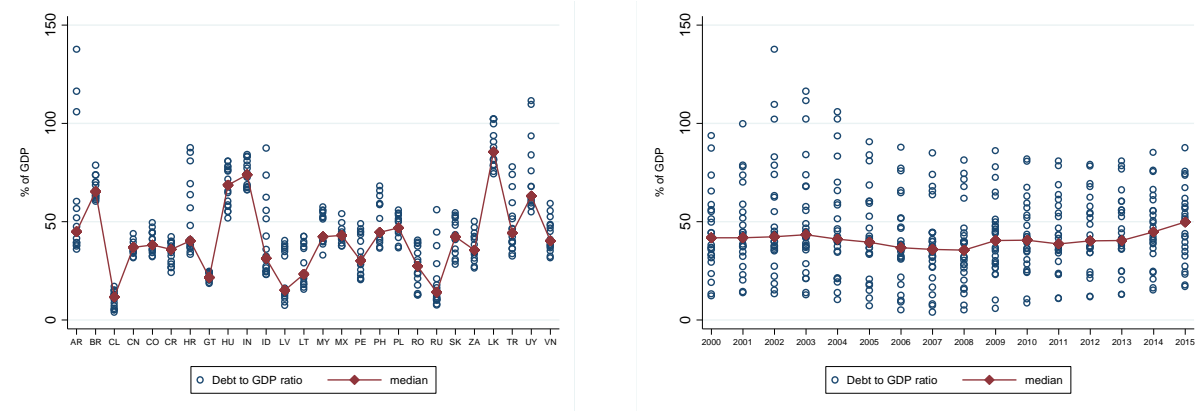 150
100
50
0
% of GDP
AR BR CL CN CO CR HR GT HU IN ID LV LT MY MX PE PH PL RO RU SK ZA LK TR UY VN
Debt to GDP ratio median
150
100
50
0
% of GDP
2000 2001 2002 2003 2004 2005 2006 2007 2008 2009 2010 2011 2012 2013 2014 2015
Debt to GDP ratio median